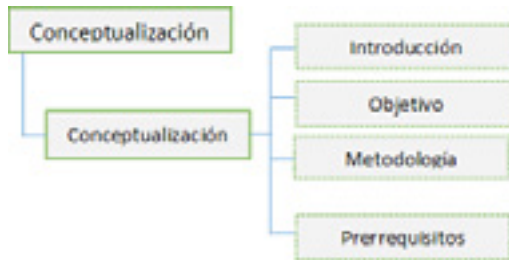 Conceptualización
Conceptualización
Introducción
Objetivo
Metodología
Prerrequisitos